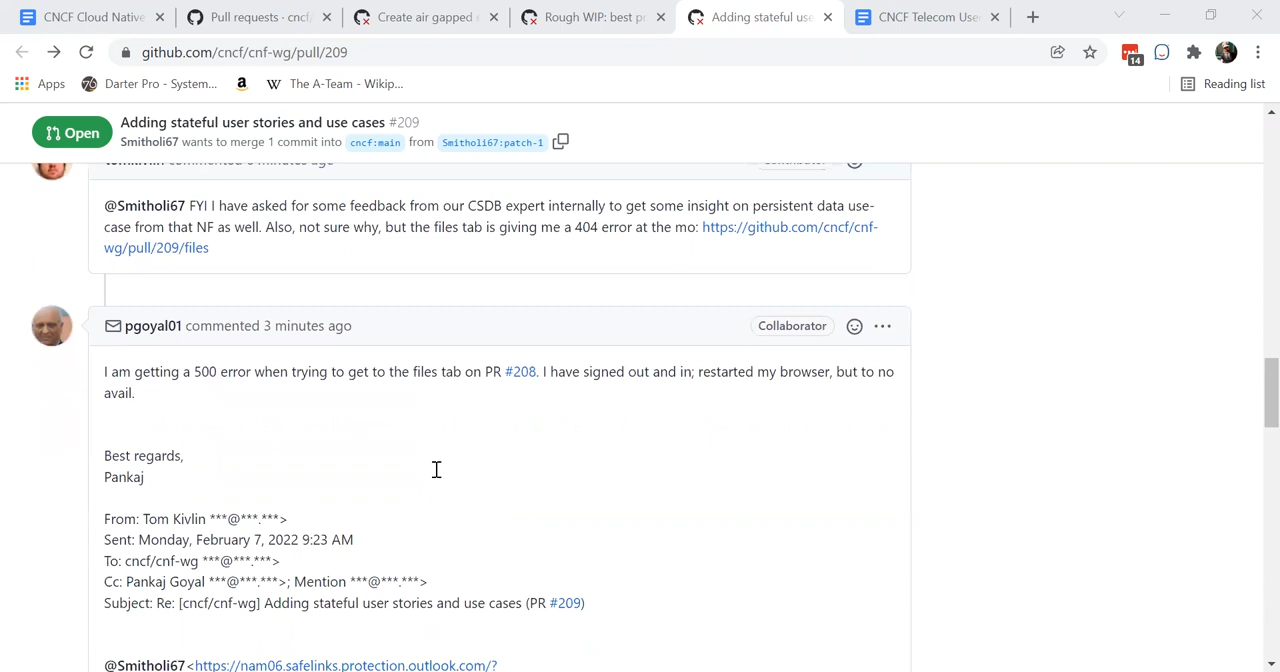 CNCF Cloud Native
Pull requests · cncf/
Create air gapped
Rough WIP: best p
Adding stateful use
CNCF Telecom Use
github.com/cncf/cnf-wg/pull/209
14
Apps
Darter Pro - System...
The A-Team - Wikip...
Reading list
Open
Adding stateful user stories and use cases #209
Smitholi67 wants to merge 1 commit into cncf:main from Smitholi67:patch-1
@Smitholi67 FYI I have asked for some feedback from our CSDB expert internally to get some insight on persistent data use-
case from that NF as well. Also, not sure why, but the files tab is giving me a 404 error at the mo: https://github.com/cncf/cnf-
wg/pull/209/files
pgoyal01 commented 3 minutes ago
Collaborator
I am getting a 500 error when trying to get to the files tab on PR #208. I have signed out and in; restarted my browser, but to no
avail.
Best regards,
Pankaj
From: Tom Kivlin ***@***.***>
Sent: Monday, February 7, 2022 9:23 AM
To: cncf/cnf-wg ***@***.***>
Cc: Pankaj Goyal ***@***.***>; Mention ***@***.***>
Subject: Re: [cncf/cnf-wg] Adding stateful user stories and use cases (PR #209)
@Smitholi67<https://nam06.safelinks.protection.outlook.com/?